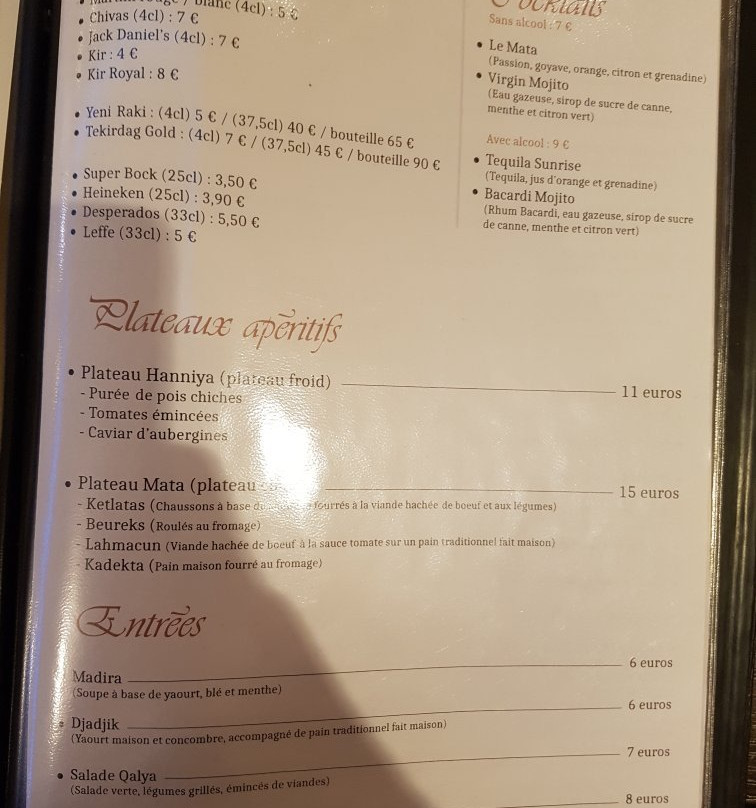 blanc (4cl) : 5 €
• Chivas (4cl) : 7 €
• Jack Daniel's (4cl) : 7 €
• Kir : 4 €
• Kir Royal : 8 €
• Yeni Raki : (4cl) 5 € / (37,5cl) 40 € / bouteille 65 €
• Tekirdag Gold : (4cl) 7 € / (37,5cl) 45 € / bouteille 90 €
• Super Bock (25cl) : 3,50 €
• Heineken (25cl) : 3,90 €
• Desperados (33cl) : 5,50 €
• Leffe (33cl) : 5 €
Cocktails
Sans alcool : 7 €
• Le Mata
(Passion, goyave, orange, citron et grenadine)
• Virgin Mojito
(Eau gazeuse, sirop de sucre de canne,
menthe et citron vert)
Avec alcool : 9 €
• Tequila Sunrise
(Tequila, jus d'orange et grenadine)
• Bacardi Mojito
(Rhum Bacardi, eau gazeuse, sirop de sucre
de canne, menthe et citron vert)
Plateaux apéritifs
• Plateau Hanniya (plateau froid) 11 euros
- Purée de pois chiches
- Tomates émincées
- Caviar d'aubergines
• Plateau Mata (plateau 15 euros
- Ketlatas (Chaussons à base fourrés à la viande hachée de boeuf et aux légumes)
- Beureks (Roulés au fromage)
- Lahmacun (Viande hachée de boeuf à la sauce tomate sur un pain traditionnel fait maison)
- Kadekta (Pain maison fourré au fromage)
Entrées
Madira 6 euros
(Soupe à base de yaourt, blé et menthe)
• Djadjik 6 euros
(Yaourt maison et concombre, accompagné de pain traditionnel fait maison)
• Salade Qalya 7 euros
(Salade verte, légumes grillés, émincés de viandes)
8 euros